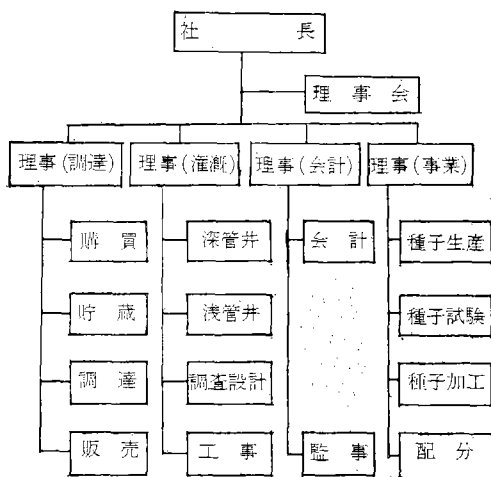 社長
理事会
理事(調達)
理事(潅漑)
理事(会計)
理事(事業)
購買
深管井
会計
種子生産
貯蔵
浅管井
種子試験
調達
調査設計
種子加工
販売
工事
監事
配分